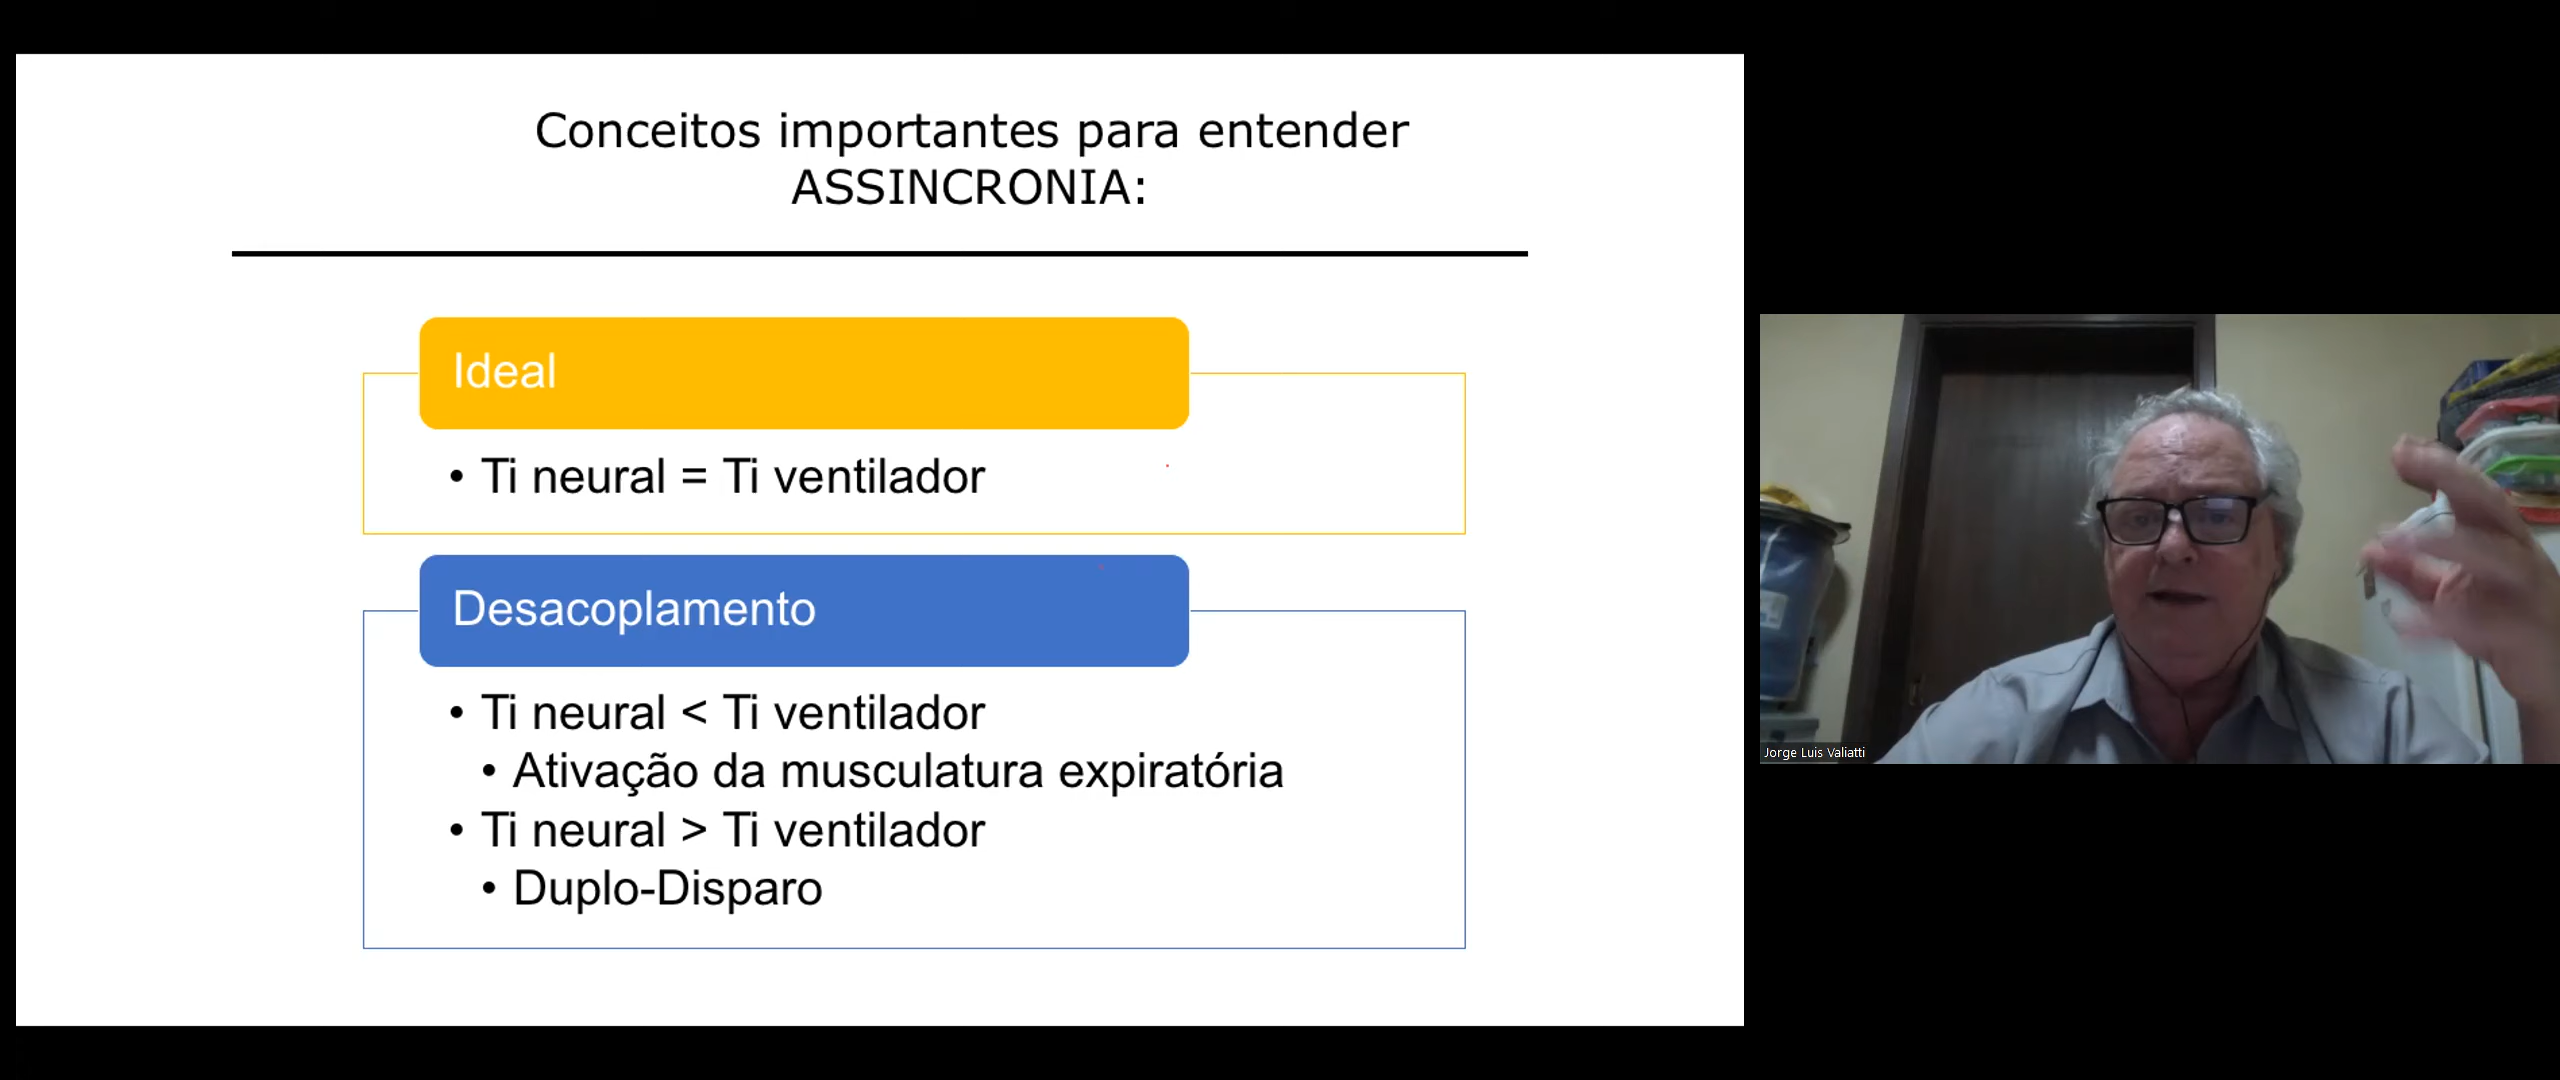 Conceitos importantes para entender
ASSINCRONIA:
Ideal
• Ti neural = Ti ventilador
Desacoplamento
• Ti neural < Ti ventilador
• Ativação da musculatura expiratória
• Ti neural > Ti ventilador
• Duplo-Disparo
Jorge Luis Valiatti